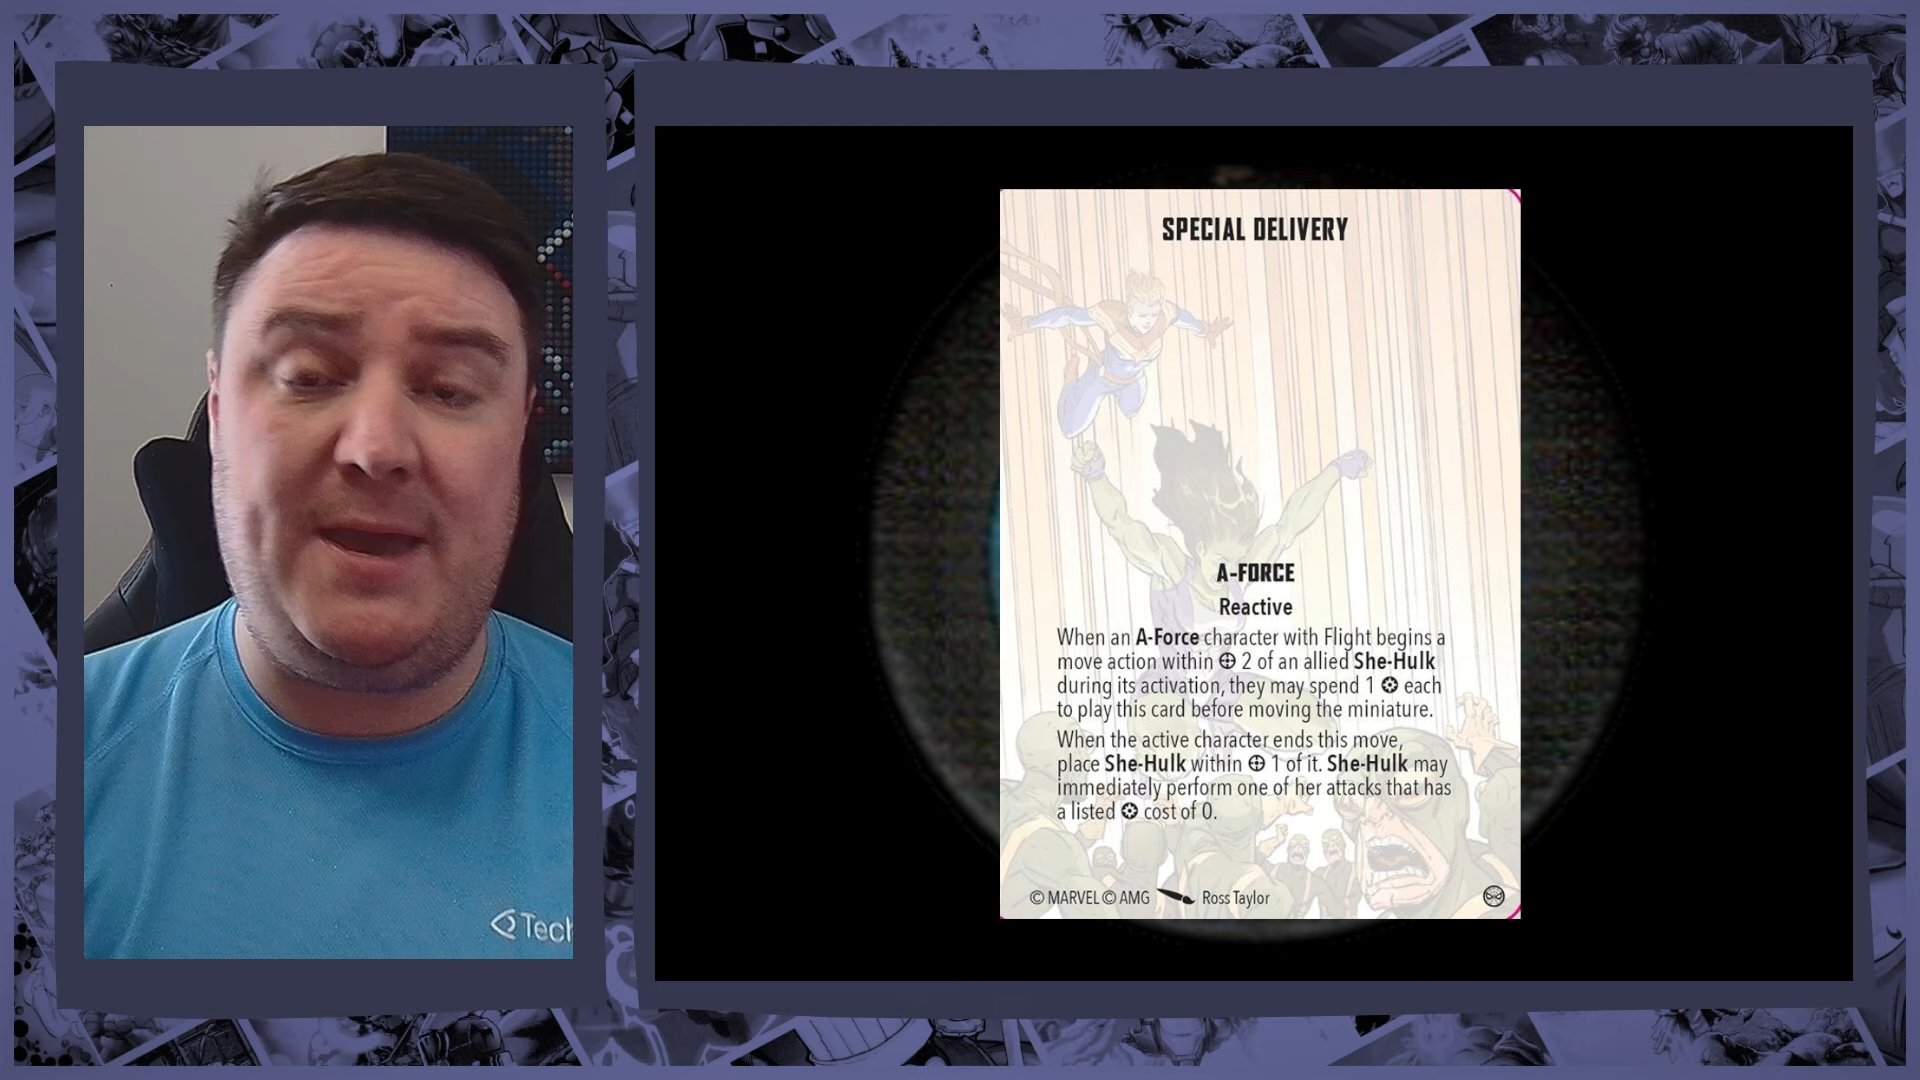 SPECIAL DELIVERY
A-FORCE
Reactive
When an A-Force character with Flight begins a
move action within 2 of an allied She-Hulk
during its activation, they may spend 1 each
to play this card before moving the miniature.
When the active character ends this move,
place She-Hulk within 1 of it. She-Hulk may
immediately perform one of her attacks that has
a listed cost of 0.
© MARVEL © AMG Ross Taylor
Tech